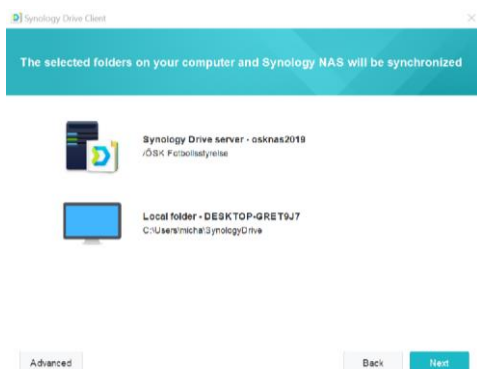 Synology Drive Client
The selected folders on your computer and Synology NAS will be synchronized
Synology Drive server - osknas2019
/ÖSK Fotbollsstyrelse
Local folder - DESKTOP-GRET9J7
C:\Users\micha\SynologyDrive
Advanced
Back
Next